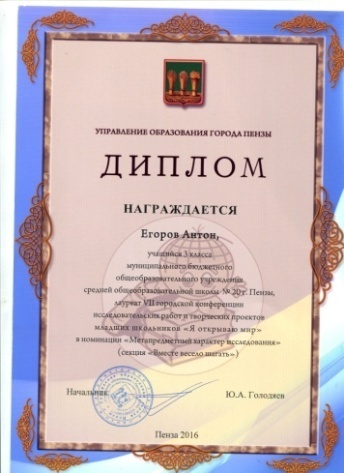 УПРАВЛЕНИЕ ОБРАЗОВАНИЯ ГОРОДА ПЕНЗЫ
ДИПЛОМ
НАГРАЖДАЕТСЯ
Егоров Антон,
учащийся 3 класса
муниципального бюджетного
общеобразовательного учреждения
средней общеобразовательной школы №20 г. Пензы,
лауреат VII городской конференции
исследовательских работ и творческих проектов
младших школьников «Я открываю мир»
в номинации «Метапредметный характер исследования»
(секция «Вместе весело шагать»)
Начальник
Ю.А. Голодяев
Пенза 2016